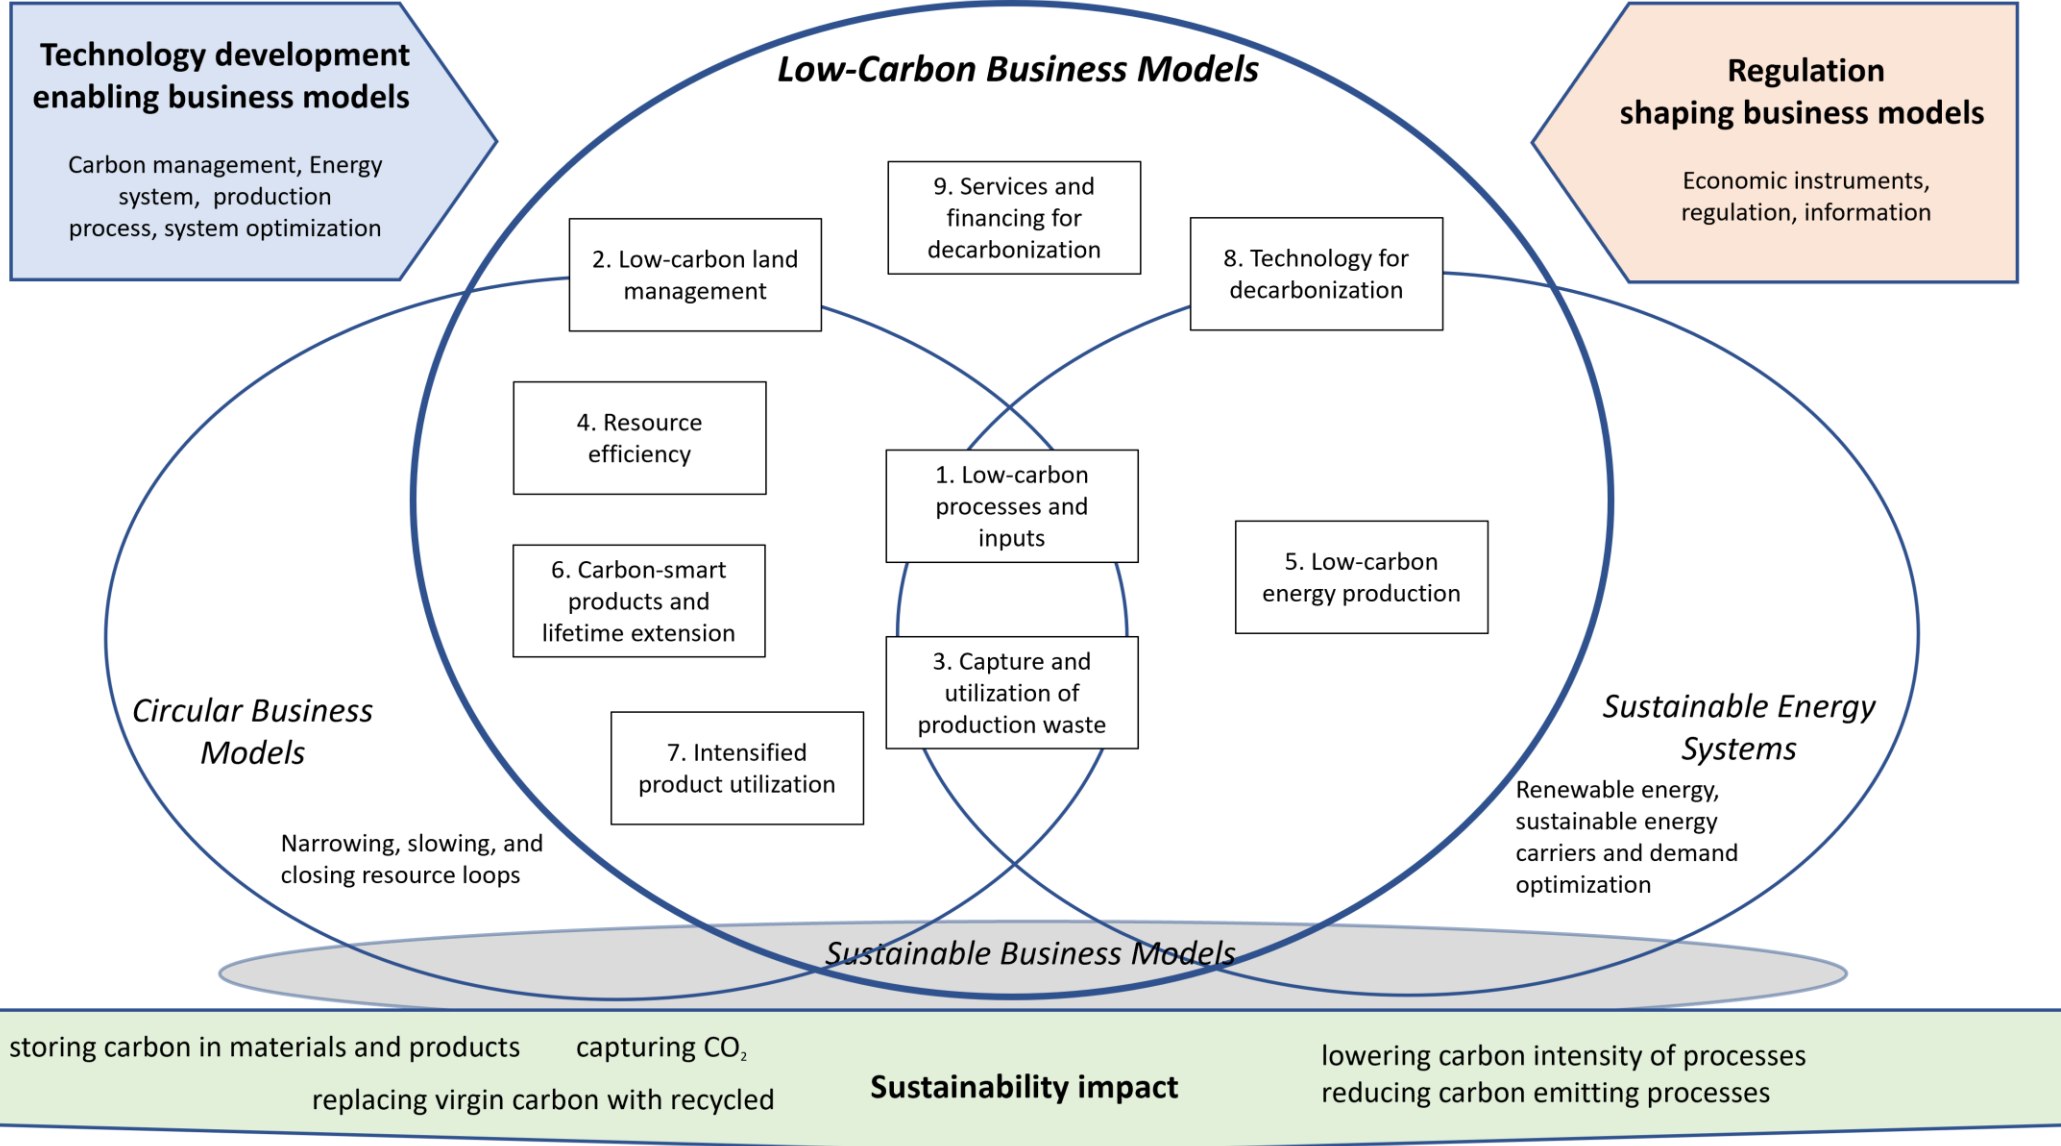 Technology development
enabling business models
Carbon management, Energy
system, production
process, system optimization
Low-Carbon Business Models
Regulation
shaping business models
Economic instruments,
regulation, information
9. Services and
financing for
decarbonization
2. Low-carbon land
management
8. Technology for
decarbonization
4. Resource
efficiency
1. Low-carbon
processes and
inputs
5. Low-carbon
energy production
6. Carbon-smart
products and
lifetime extension
3. Capture and
utilization of
production waste
7. Intensified
product utilization
Circular Business
Models
Narrowing, slowing, and
closing resource loops
Sustainable Energy
Systems
Renewable energy,
sustainable energy
carriers and demand
optimization
Sustainable Business Models
storing carbon in materials and products
capturing CO₂
replacing virgin carbon with recycled
Sustainability impact
lowering carbon intensity of processes
reducing carbon emitting processes